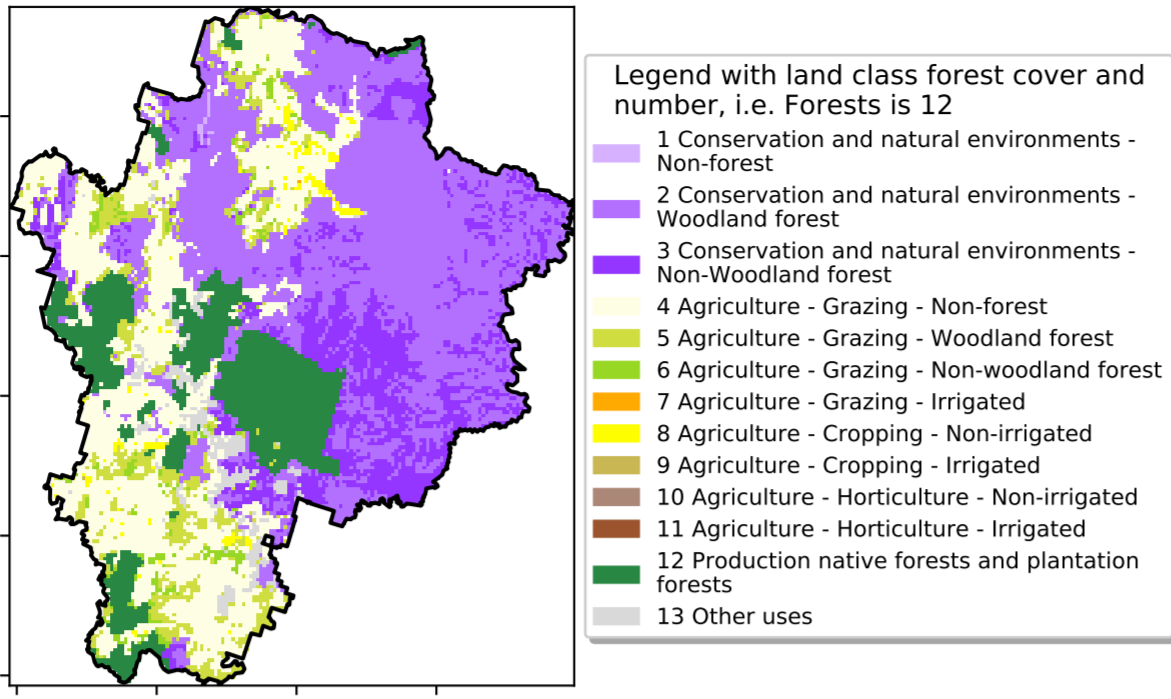 Legend with land class forest cover and
number, i.e. Forests is 12
1 Conservation and natural environments -
Non-forest
2 Conservation and natural environments -
Woodland forest
3 Conservation and natural environments -
Non-Woodland forest
4 Agriculture - Grazing - Non-forest
5 Agriculture - Grazing - Woodland forest
6 Agriculture - Grazing - Non-woodland forest
7 Agriculture - Grazing - Irrigated
8 Agriculture - Cropping - Non-irrigated
9 Agriculture - Cropping - Irrigated
10 Agriculture - Horticulture - Non-irrigated
11 Agriculture - Horticulture - Irrigated
12 Production native forests and plantation
forests
13 Other uses